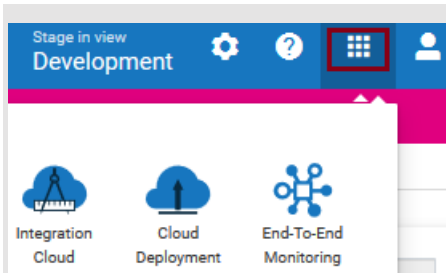 Stage in view
Development
Integration
Cloud
Cloud
Deployment
End-To-End
Monitoring